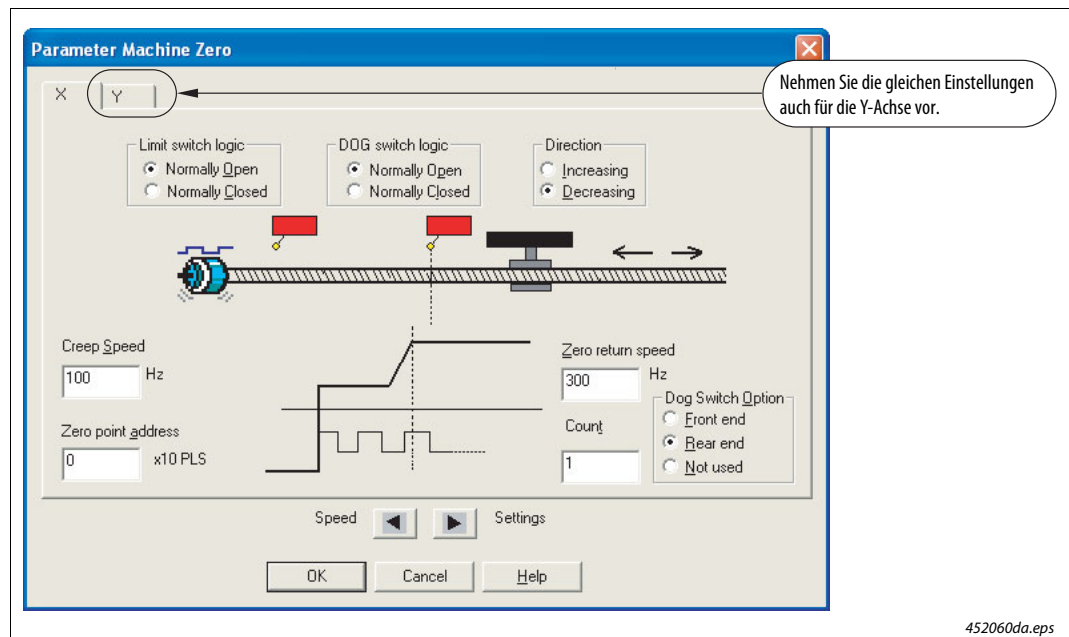 Parameter Machine Zero
X Y
Nehmen Sie die gleichen Einstellungen
auch für die Y-Achse vor.
Limit switch logic
Normally Open
Normally Closed
DOG switch logic
Normally Open
Normally Closed
Direction
Increasing
Decreasing
Creep Speed
100 Hz
Zero point address
0 x10 PLS
Zero return speed
300 Hz
Count
1
Dog Switch Option
Front end
Rear end
Not used
Speed Settings
OK Cancel Help
452060da.eps